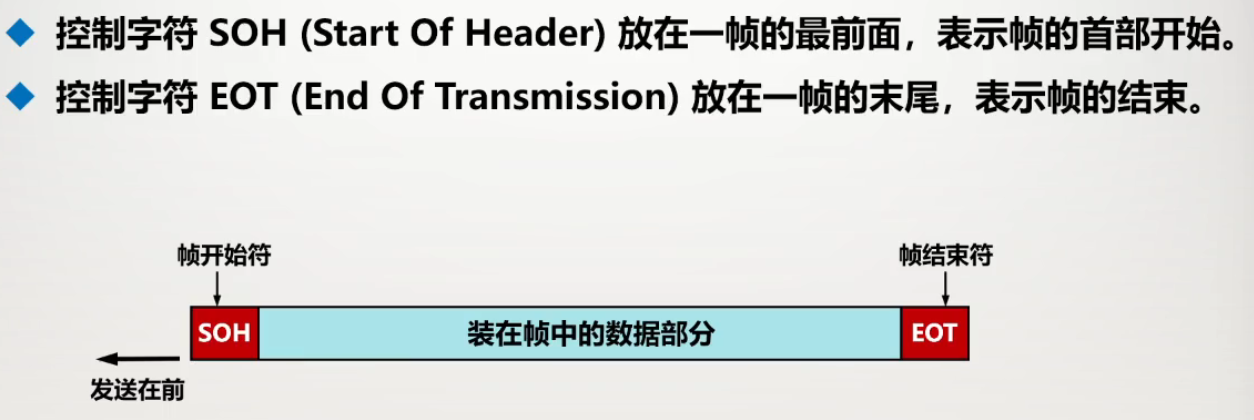 控制字符 SOH (Start Of Header) 放在一帧的最前面，表示帧的首部开始。
控制字符 EOT (End Of Transmission) 放在一帧的末尾，表示帧的结束。
帧开始符
帧结束符
SOH
装在帧中的数据部分
EOT
发送在前